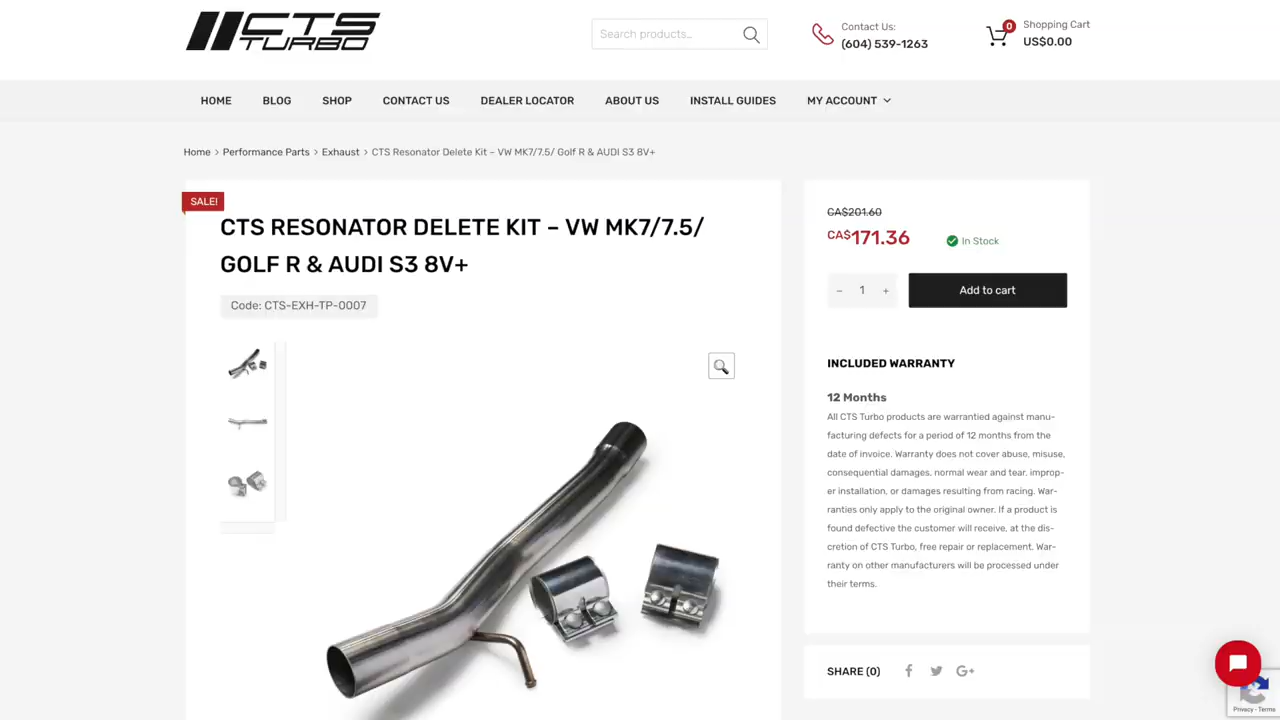 CTS
TURBO
Search products...
Contact Us:
(604) 539-1263
0
Shopping Cart
US$0.00
HOME
BLOG
SHOP
CONTACT US
DEALER LOCATOR
ABOUT US
INSTALL GUIDES
MY ACCOUNT
Home > Performance Parts > Exhaust > CTS Resonator Delete Kit – VW MK7/7.5/ Golf R & AUDI S3 8V+
SALE!
CTS RESONATOR DELETE KIT – VW MK7/7.5/
GOLF R & AUDI S3 8V+
Code: CTS-EXH-TP-0007
CA$201.60
CA$171.36
In Stock
− 1 +
Add to cart
INCLUDED WARRANTY
12 Months
All CTS Turbo products are warrantied against manu-
facturing defects for a period of 12 months from the
date of invoice. Warranty does not cover abuse, misuse,
consequential damages, normal wear and tear, improp-
er installation, or damages resulting from racing. War-
ranties only apply to the original owner. If a product is
found defective the customer will receive, at the dis-
cretion of CTS Turbo, free repair or replacement. War-
ranty on other manufacturers will be processed under
their terms.
SHARE (0)
G+
Privacy - Terms